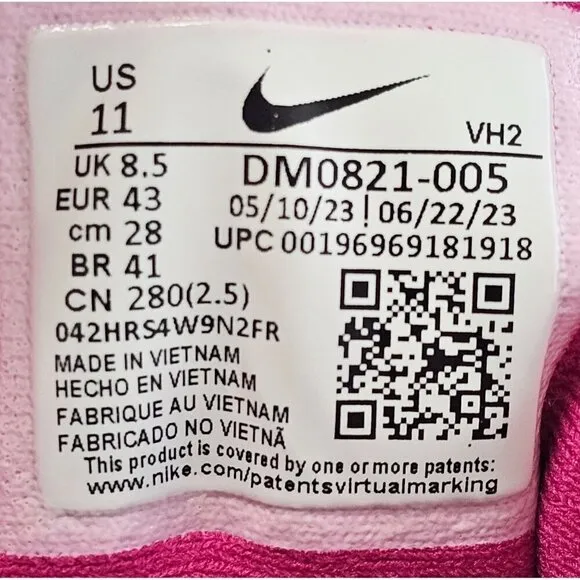 US
11
VH2
UK 8.5
EUR 43
cm 28
BR 41
CN 280(2.5)
DM0821-005
05/10/23 | 06/22/23
UPC 00196969181918
042HRS4W9N2FR
MADE IN VIETNAM
HECHO EN VIETNAM
FABRIQUE AU VIETNAM
FABRICADO NO VIETNÃ
This product is covered by one or more patents:
www.nike.com/patentsvirtualmarking